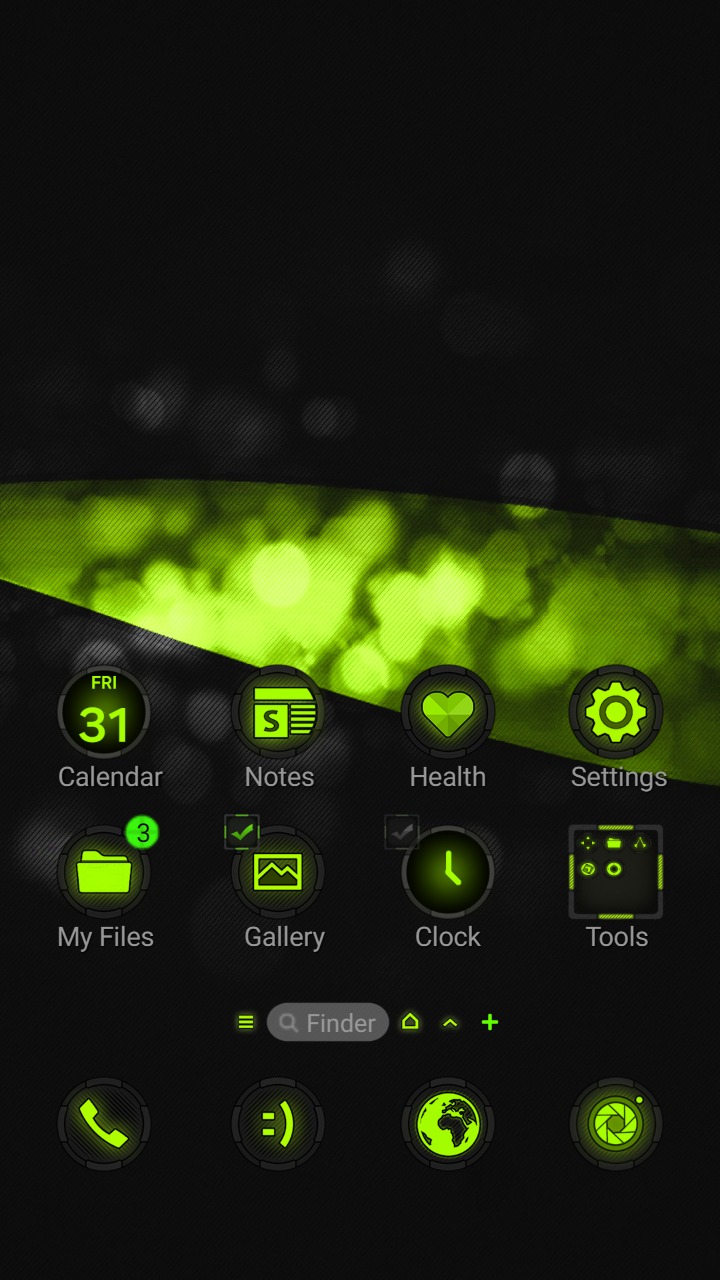 FRI
31
Calendar
S
Notes
Health
Settings
3
My Files
Gallery
Clock
Tools
Finder